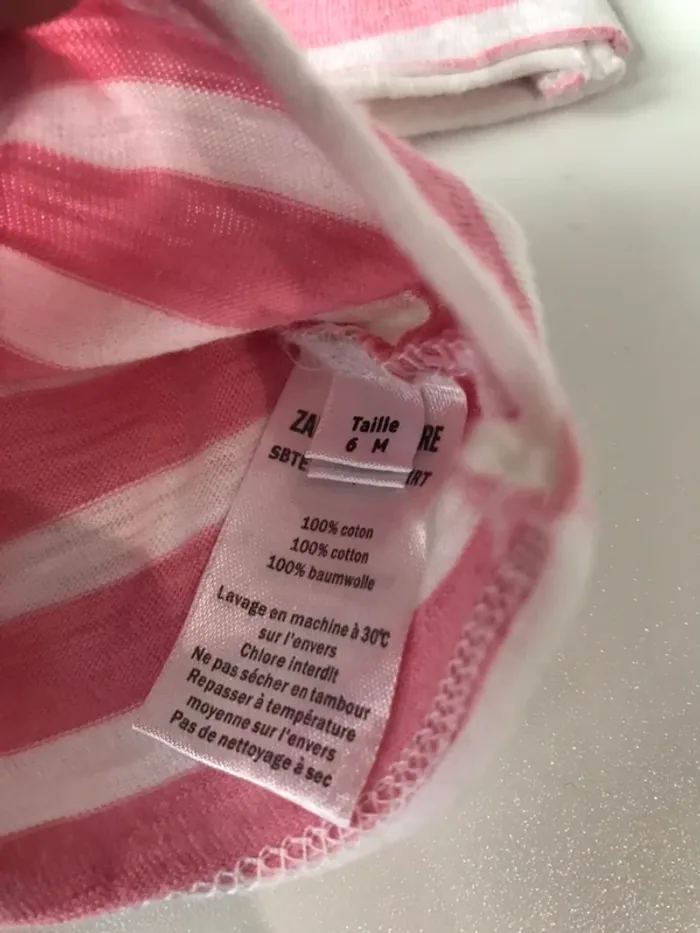 Taille
6 M
100% coton
100% cotton
100% baumwolle
Lavage en machine à 30°C
sur l'envers
Chlore interdit
Ne pas sécher en tambour
Repasser à température
moyenne sur l'envers
Pas de nettoyage à sec